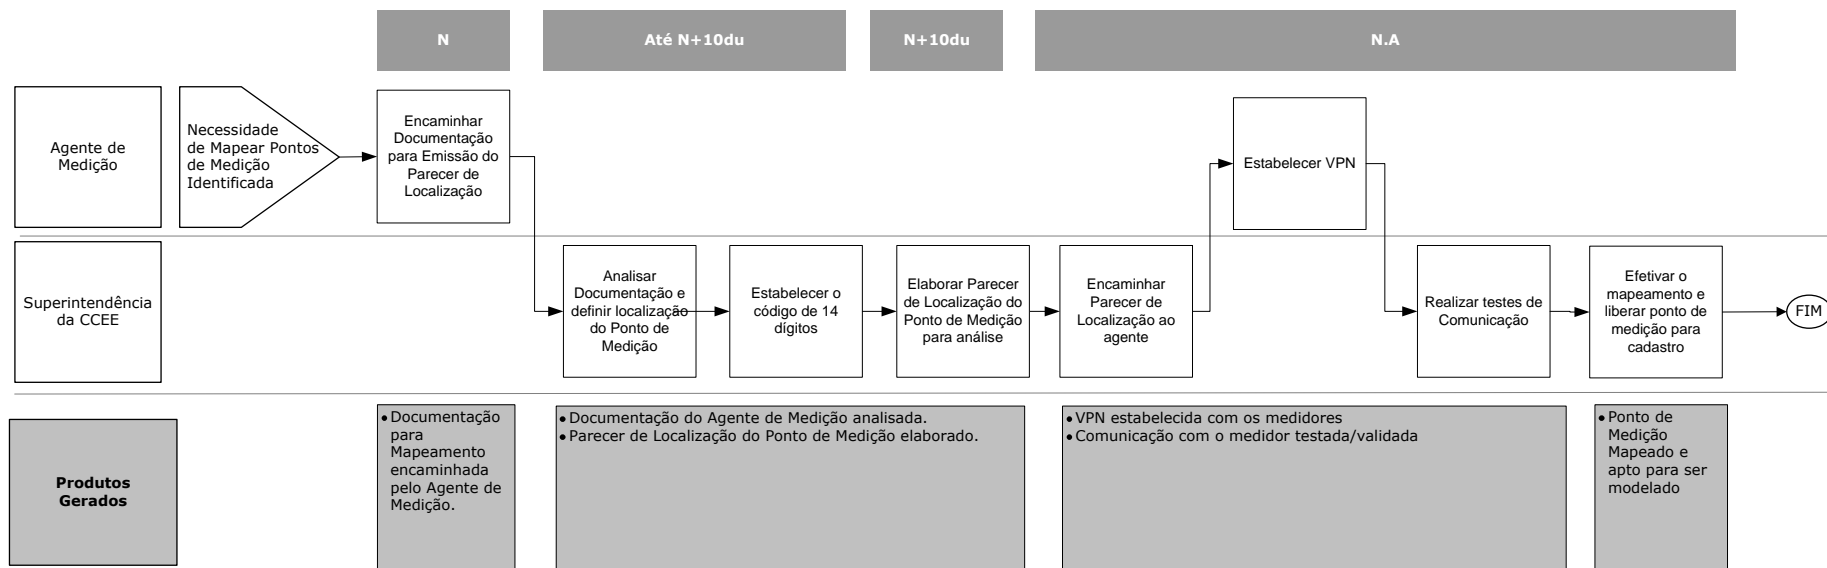 N
Até N+10du
N+10du
N.A
Agente de
Medição
Necessidade
de Mapear Pontos
de Medição
Identificada
Encaminhar
Documentação
para Emissão do
Parecer de
Localização
Estabelecer VPN
Superintendência
da CCEE
Analisar
Documentação e
definir localização
do Ponto de
Medição
Estabelecer o
código de 14
dígitos
Elaborar Parecer
de Localização do
Ponto de Medição
para análise
Encaminhar
Parecer de
Localização ao
agente
Realizar testes de
Comunicação
Efetivar o
mapeamento e
liberar ponto de
medição para
cadastro
FIM
Produtos
Gerados
• Documentação
para
Mapeamento
encaminhada
pelo Agente de
Medição.
• Documentação do Agente de Medição analisada.
• Parecer de Localização do Ponto de Medição elaborado.
• VPN estabelecida com os medidores
• Comunicação com o medidor testada/validada
• Ponto de
Medição
Mapeado e
apto para ser
modelado